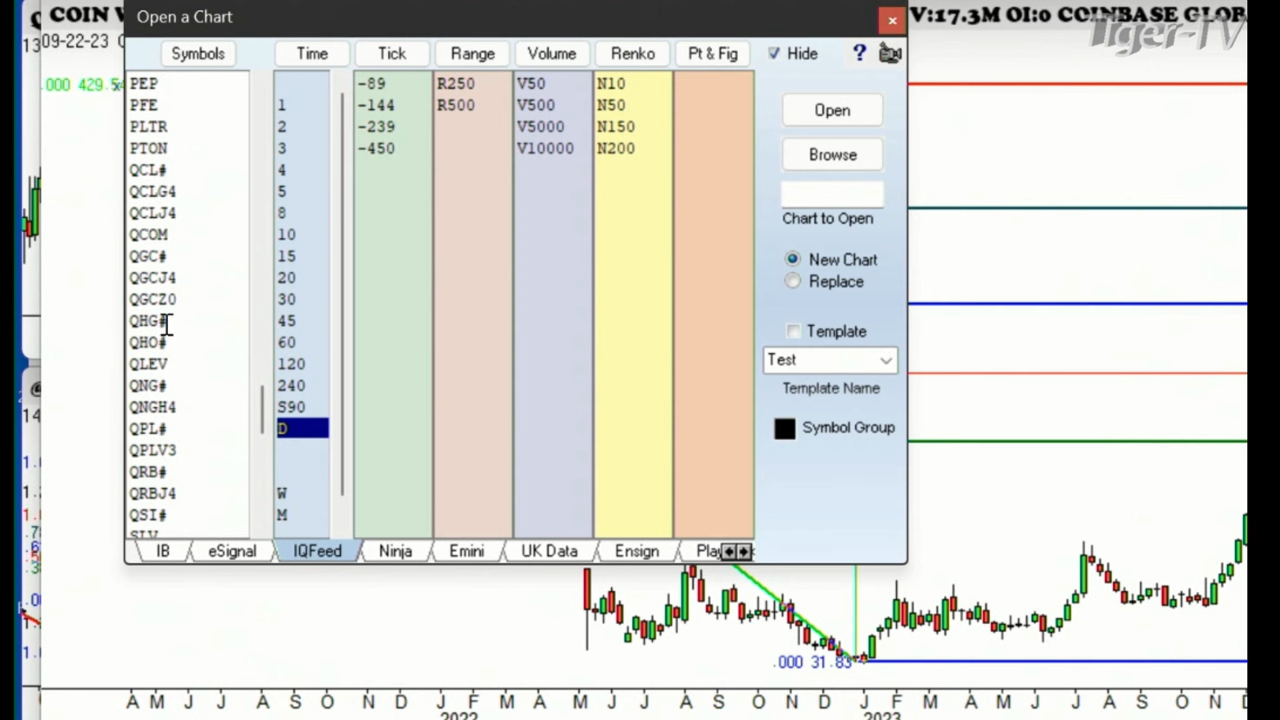 COIN W
Open a Chart
V:17.3M OI:0 COINBASE GLOB
Tiger-TV
09-22-23
.000 429.54
Symbols
Time
Tick
Range
Volume
Renko
Pt & Fig
Hide
?
PEP
PFE
PLTR
PTON
QCL#
QCLG4
QCLJ4
QCOM
QGC#
QGCJ4
QGCZ0
QHG#
QHO#
QLEV
QNG#
QNGH4
QPL#
QPLV3
QRB#
QRBJ4
QSI#
SLV
1
2
3
4
5
8
10
15
20
30
45
60
120
240
S90
D
W
M
-89
-144
-239
-450
R250
R500
V50
V500
V5000
V10000
N10
N50
N150
N200
Open
Browse
Chart to Open
New Chart
Replace
Template
Test
Template Name
Symbol Group
IB
eSignal
IQFeed
Ninja
Emini
UK Data
Ensign
Play
.000 31.83
A M J J A S O N D J F M A M J J A S O N D J F M A M J J A S O N D
2022
2023